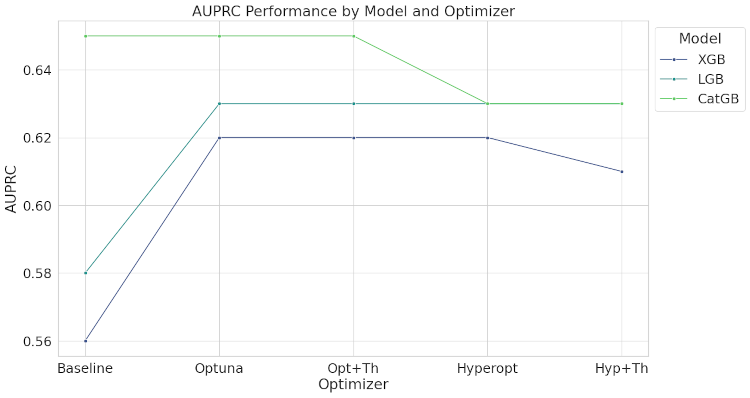 AUPRC Performance by Model and Optimizer
Model
XGB
LGB
CatGB
AUPRC
0.64
0.62
0.60
0.58
0.56
Baseline Optuna Opt+Th Hyperopt Hyp+Th
Optimizer